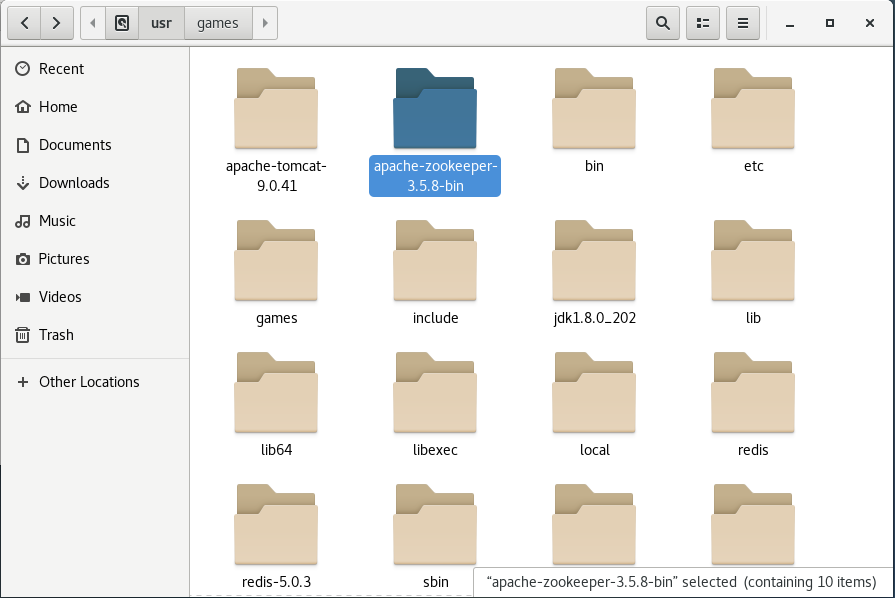 usr
games
Recent
Home
Documents
Downloads
Music
Pictures
Videos
Trash
Other Locations
apache-tomcat-
9.0.41
apache-zookeeper-
3.5.8-bin
bin
etc
games
include
jdk1.8.0_202
lib
lib64
libexec
local
redis
redis-5.0.3
sbin
“apache-zookeeper-3.5.8-bin” selected (containing 10 items)